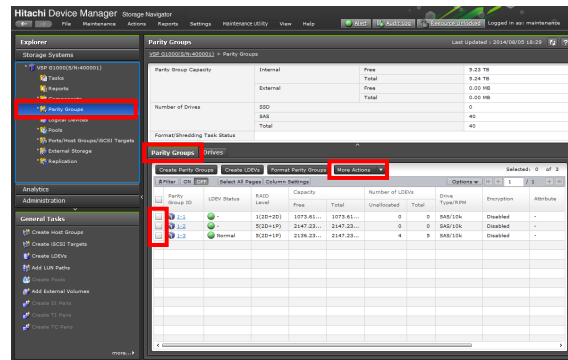 Hitachi Device Manager Storage Navigator
File Maintenance Actions Reports Settings Maintenance Utility View Help Alert Audit Log Resource Unlocked Logged in as: maintenance
Explorer
Storage Systems
VSP G1000(S/N:400001)
Tasks
Reports
Components
Parity Groups
Logical Devices
Pools
Ports/Host Groups/iSCSI Targets
External Storage
Replication
Analytics
Administration
General Tasks
Create Host Groups
Create iSCSI Targets
Create LDEVs
Add LUN Paths
Create Pools
Add External Volumes
Create SI Pairs
Create TI Pairs
Create TC Pairs
more...
Parity Groups Last Updated : 2014/08/05 18:29
VSP G1000(S/N:400001) > Parity Groups
Parity Group Capacity Internal Free 9.23 TB
Total 9.24 TB
External Free 0.00 MB
Total 0.00 MB
Number of Drives SSD 0
SAS 40
Total 40
Format/Shredding Task Status
Parity Groups Drives
Create Parity Groups Create LDEVs Format Parity Groups More Actions Selected: 0 of 3
Filter ON OFF Select All Pages Column Settings Options 1 / 1
Parity Group ID LDEV Status RAID Level Capacity Free Total Number of LDEVs Unallocated Total Drive Type/RPM Encryption Attribute
1-1 - 1(2D+2D) 1073.61... 1073.61... 0 0 SAS/10k Disabled -
1-2 - 5(2D+1P) 2147.23... 2147.23... 0 0 SAS/10k Disabled -
1-3 Normal 5(2D+1P) 2136.23... 2147.23... 4 5 SAS/10k Disabled -